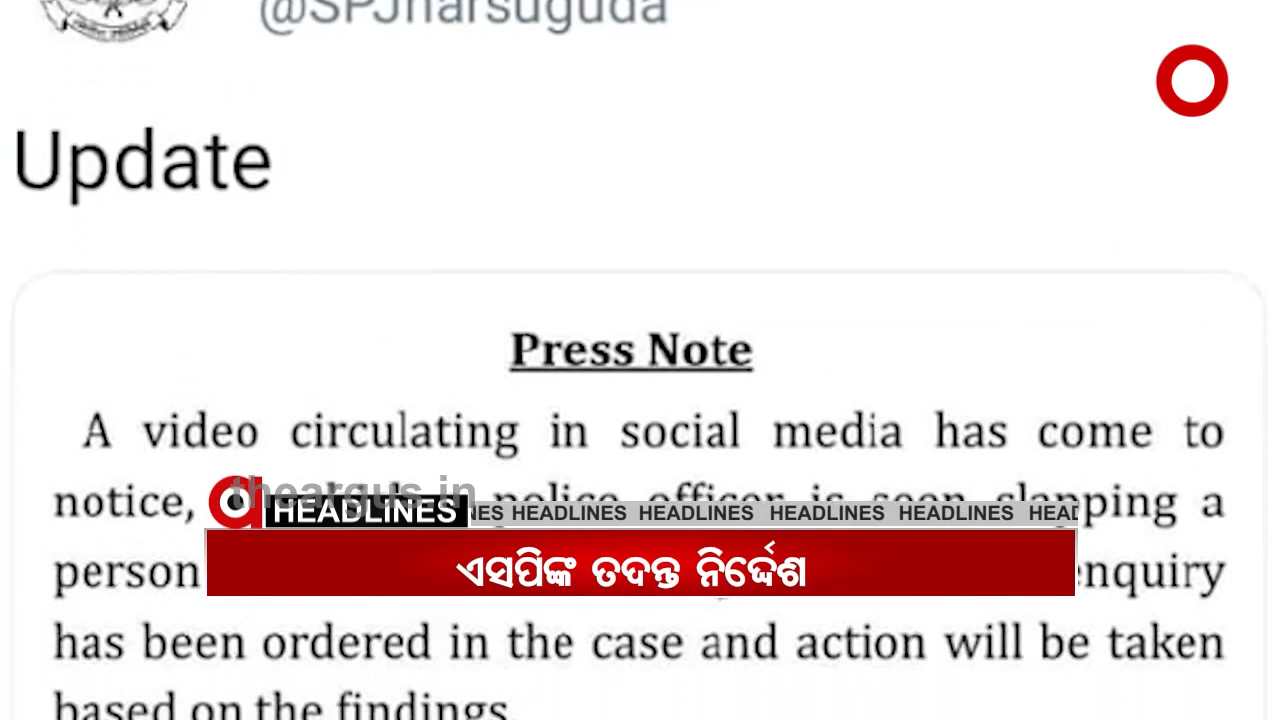 @SPJharsuguda
Update
Press Note
A video circulating in social media has come to
notice, police officer is seen slapping a
theargus.in
HEADLINES HEADLINES HEADLINES HEADLINES HEADLINES
ଏସପିଙ୍କ ତଦନ୍ତ ନିର୍ଦ୍ଦେଶ
person enquiry
has been ordered in the case and action will be taken
based on the findings.